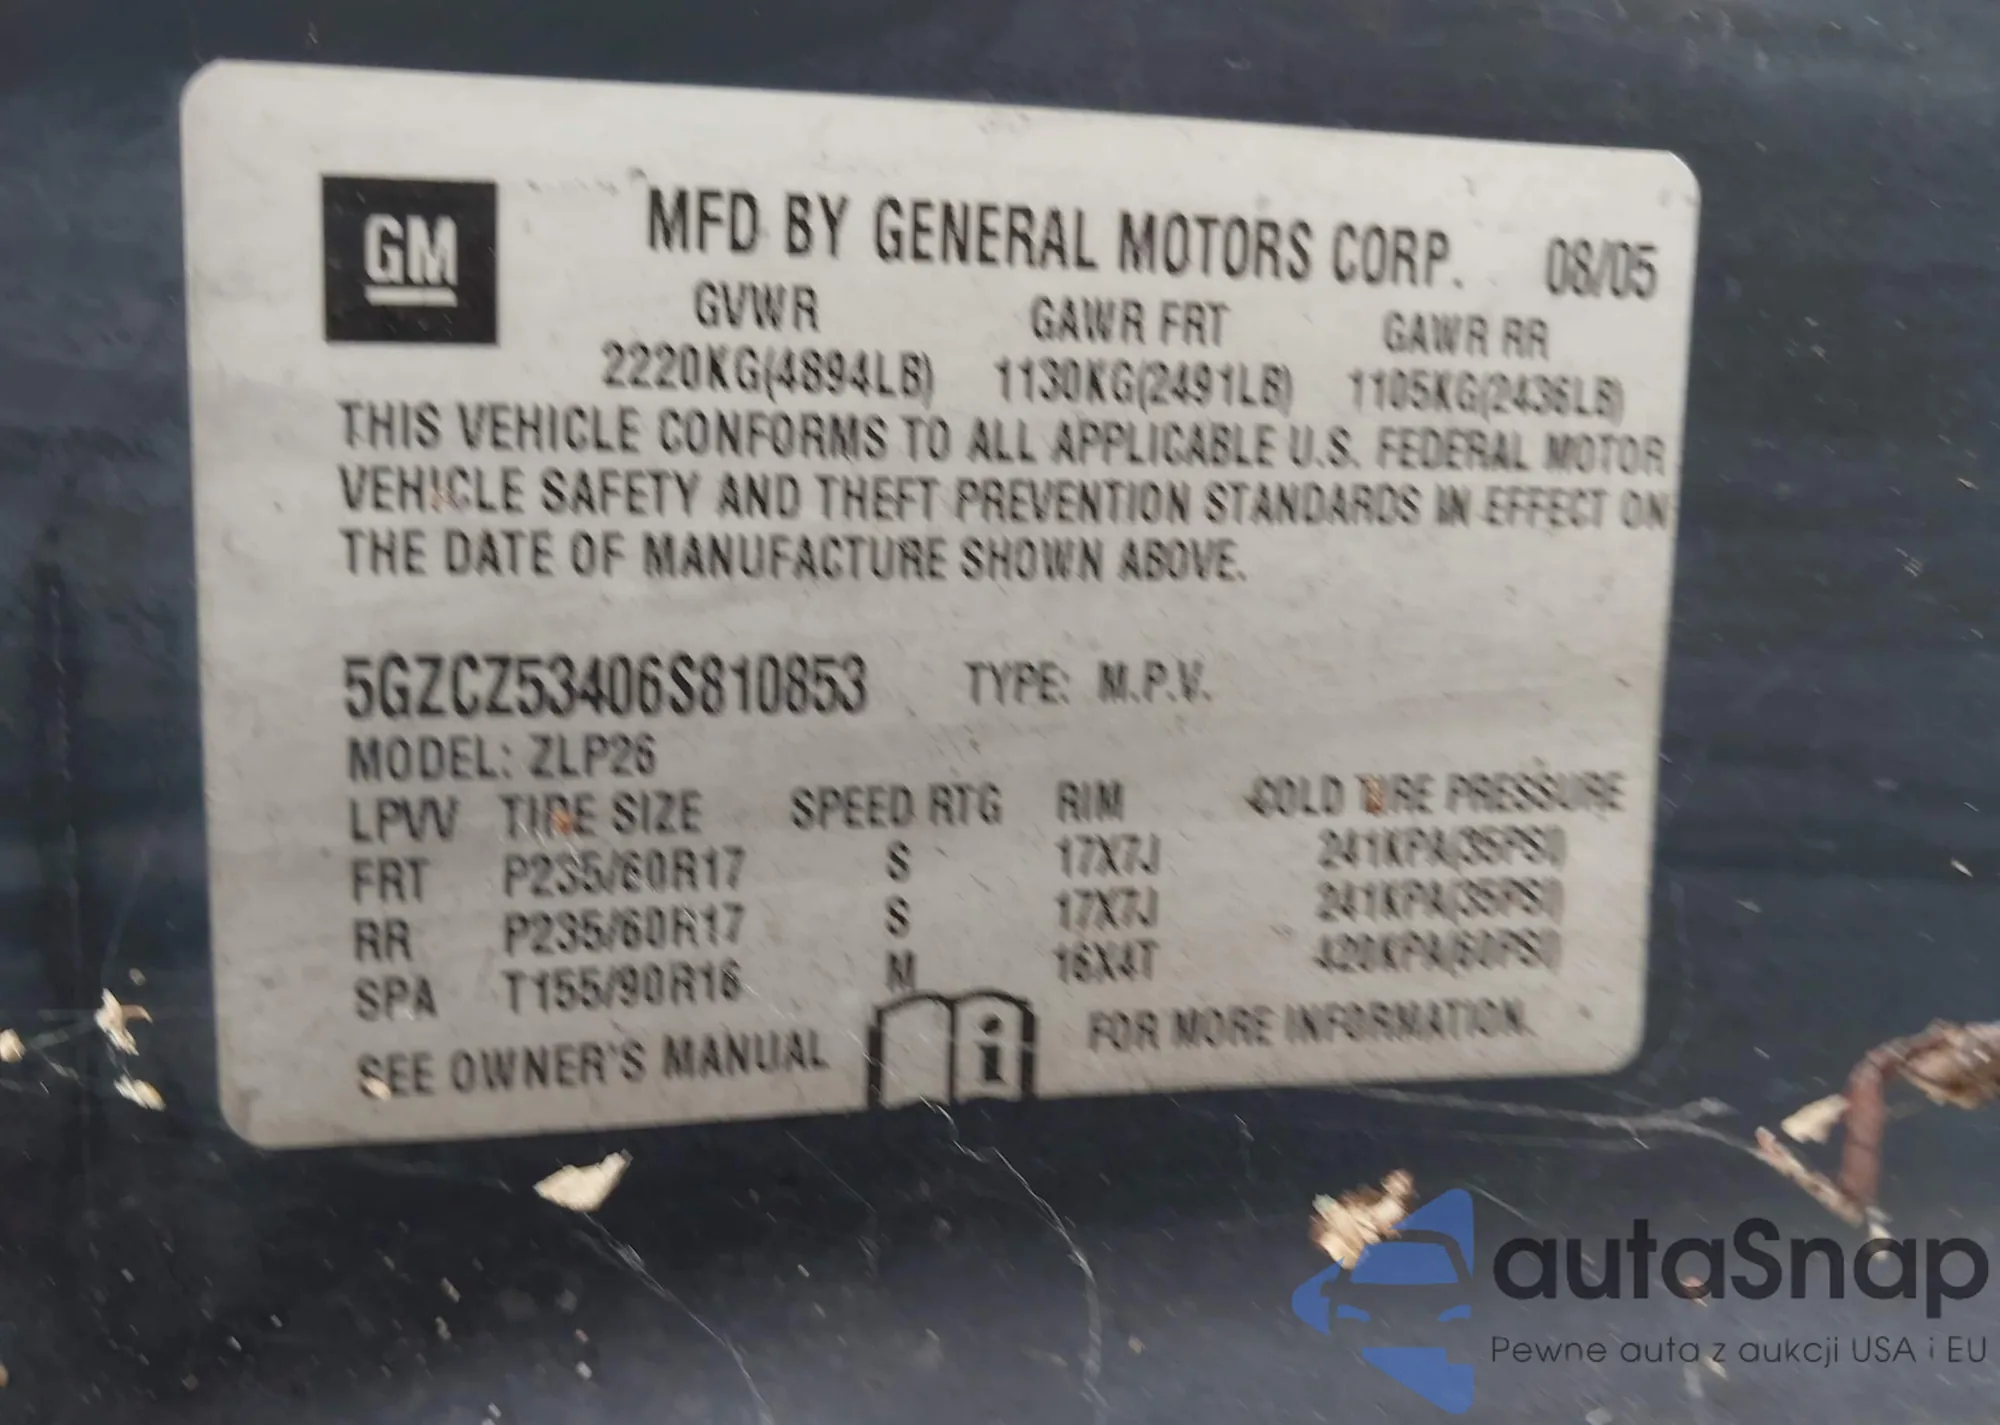 GM
MFD BY GENERAL MOTORS CORP. 08/05
GVWR GAWR FRT GAWR RR
2220KG(4894LB) 1130KG(2491LB) 1105KG(2436LB)
THIS VEHICLE CONFORMS TO ALL APPLICABLE U.S. FEDERAL MOTOR
VEHICLE SAFETY AND THEFT PREVENTION STANDARDS IN EFFECT ON
THE DATE OF MANUFACTURE SHOWN ABOVE.
5GZCZ53406S810853 TYPE: M.P.V.
MODEL: ZLP26
LPVV TIRE SIZE SPEED RTG RIM COLD TIRE PRESSURE
FRT P235/60R17 S 17X7J 241KPA(35PSI)
RR P235/60R17 S 17X7J 241KPA(35PSI)
SPA T155/90R16 M 16X4T 420KPA(60PSI)
SEE OWNER'S MANUAL i FOR MORE INFORMATION.
autaSnap
Pewne auta z aukcji USA i EU